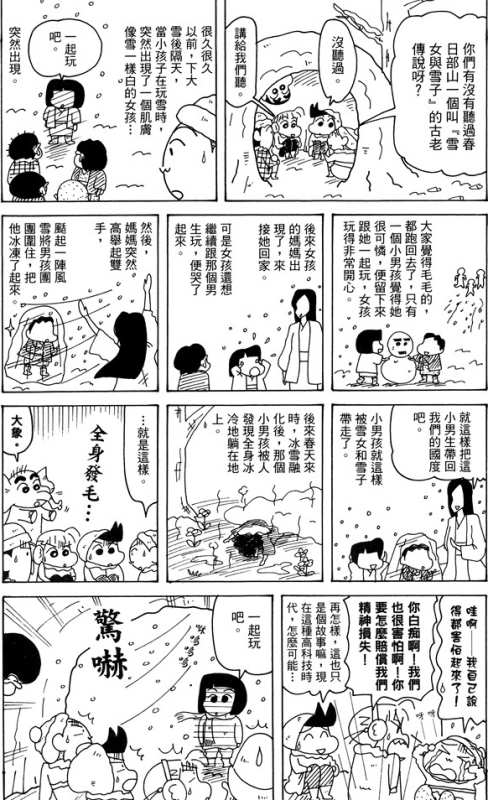 你們有沒有聽過春
日部山一個叫『雪
女與雪子』的古老
傳說呀？
沒聽過。
講給我們聽。
很久很久
以前，下大
雪後隔天，
當小孩子在玩雪時，
突然出現了一個肌膚
像雪一樣白的女孩…
突然出現。
一起玩
吧。
大家覺得毛毛的，
都跑回去了，只有
一個小男孩覺得她
很可憐，便留下來
跟她一起玩，女孩
玩得非常開心。
後來女孩
的媽媽出
現了，來
接她回家。
可是女孩還想
繼續跟那個男
生玩，便哭了
起來。
然後，
媽媽突然
高舉起雙
手，
颳起一陣風
雪將男孩團
團圍住，把
他冰凍了起來
就這樣把這
小男生帶回
我們的國度
吧。
小男孩就這樣
被雪女和雪子
帶走了。
後來春天來
時，冰雪融
化後，那個
小男孩被人
發現全身冰
冷地躺在地
上。
…就是這樣。
全身發毛…
大象。
哇啊——我自己說
得都害怕起來了！
你白痴啊！我們
也很害怕啊！你
要怎麼賠償我們
精神損失！
再怎樣，這也只
是個故事嘛，現
在這種高科技時
代，怎麼可能…
一起玩
吧。
驚嚇